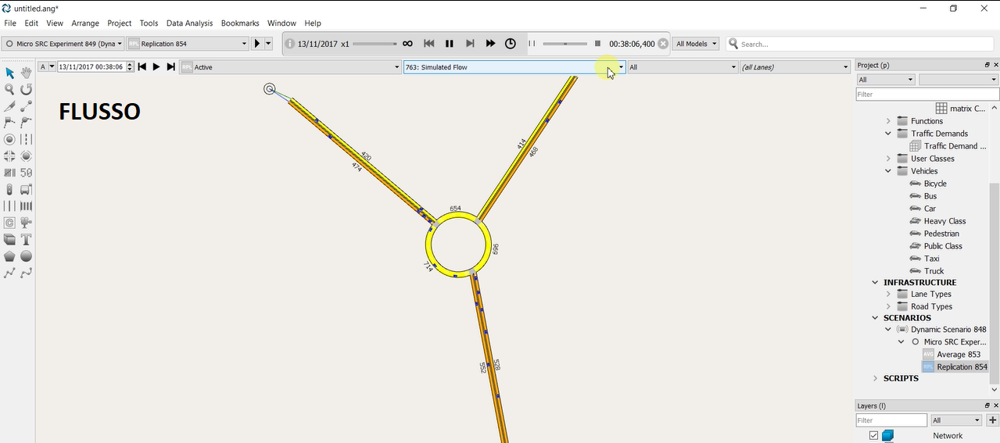 untitled.ang*
File Edit View Arrange Project Tools Data Analysis Bookmarks Window Help
Micro SRC Experiment 849 (Dyna RPL Replication 854 13/11/2017 x1 00:38:06,400 All Models Search...
A 13/11/2017 00:38:06 RPL Active 763: Simulated Flow All (all Lanes) Project (p)
All
Filter
FLUSSO
matrix C...
Functions
Traffic Demands
Traffic Demand ...
User Classes
Vehicles
Bicycle
Bus
Car
Heavy Class
Pedestrian
Public Class
Taxi
Truck
INFRASTRUCTURE
Lane Types
Road Types
SCENARIOS
Dynamic Scenario 848
Micro SRC Exper...
AVG Average 853
RPL Replication 854
SCRIPTS
Layers (l)
Filter All
Network
50
C
T
420
474
414
468
654
696
714
528
552